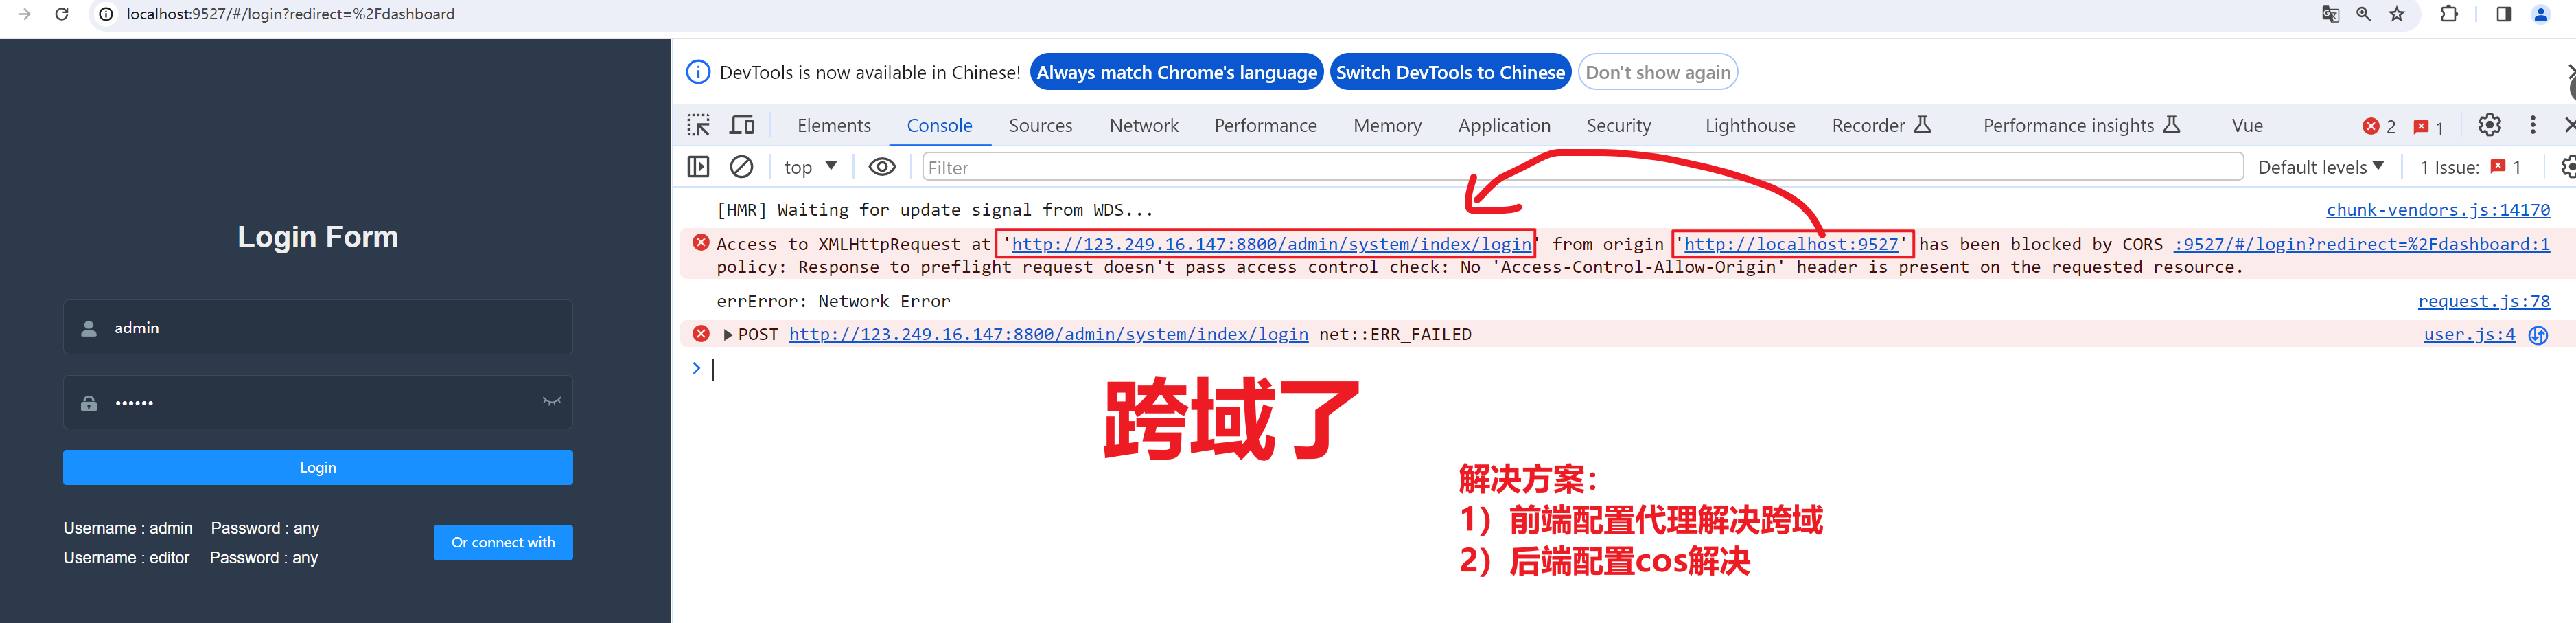 localhost:9527/#/login?redirect=%2Fdashboard
DevTools is now available in Chinese! Always match Chrome's language Switch DevTools to Chinese Don't show again
Elements Console Sources Network Performance Memory Application Security Lighthouse Recorder Performance insights Vue 2 1
top Filter Default levels 1 Issue: 1
[HMR] Waiting for update signal from WDS... chunk-vendors.js:14170
Access to XMLHttpRequest at 'http://123.249.16.147:8800/admin/system/index/login' from origin 'http://localhost:9527' has been blocked by CORS :9527/#/login?redirect=%2Fdashboard:1
policy: Response to preflight request doesn't pass access control check: No 'Access-Control-Allow-Origin' header is present on the requested resource.
errError: Network Error request.js:78
POST http://123.249.16.147:8800/admin/system/index/login net::ERR_FAILED user.js:4
跨域了
解决方案：
1）前端配置代理解决跨域
2）后端配置cos解决
Login Form
admin
••••••
Login
Username : admin Password : any
Username : editor Password : any
Or connect with